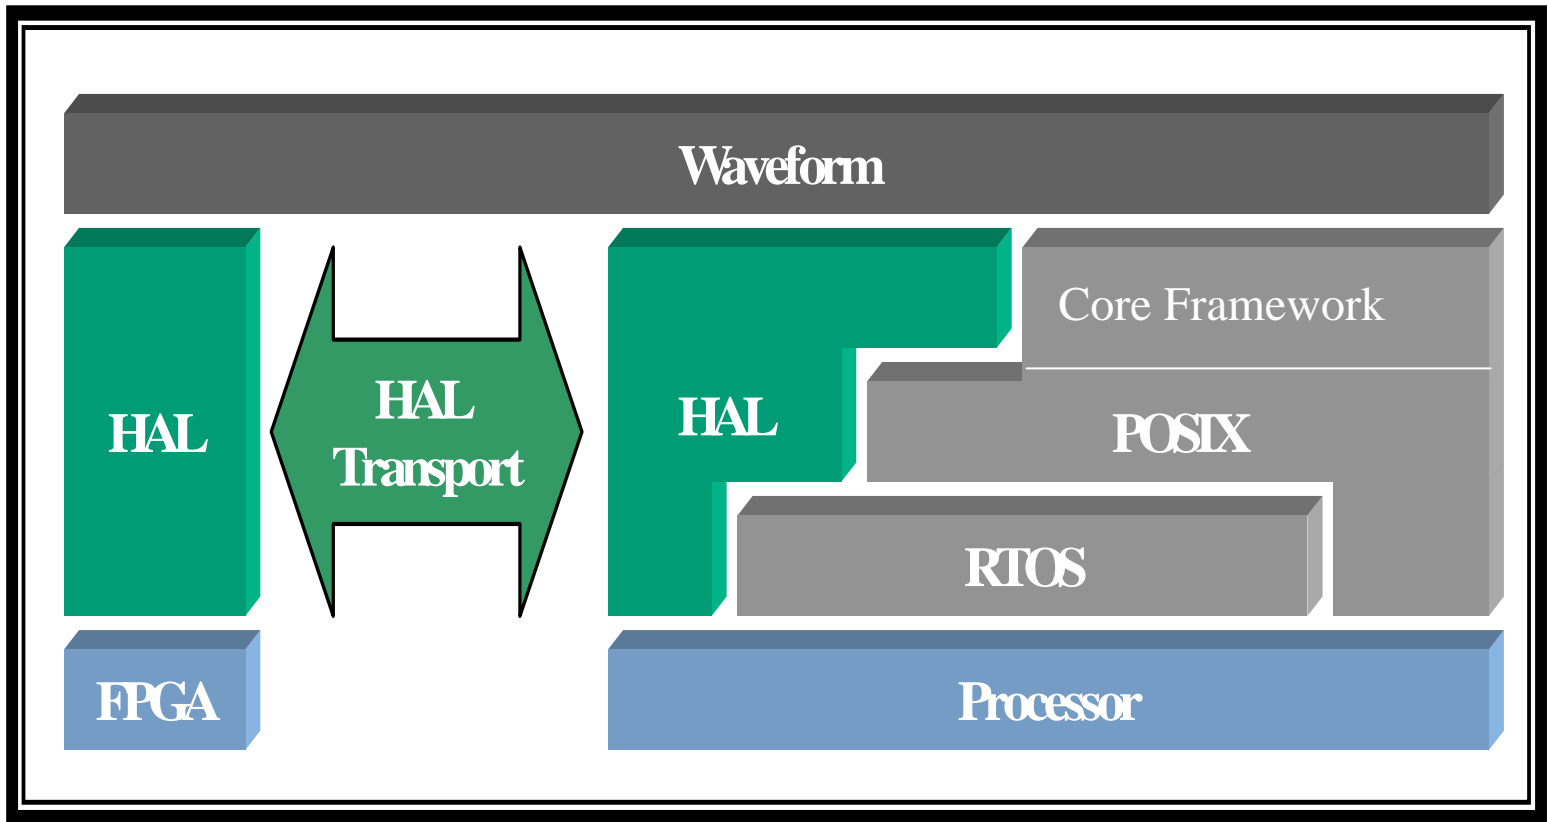 Waveform
Core Framework
HAL
HAL
Transport
HAL
POSIX
RTOS
FPGA
Processor